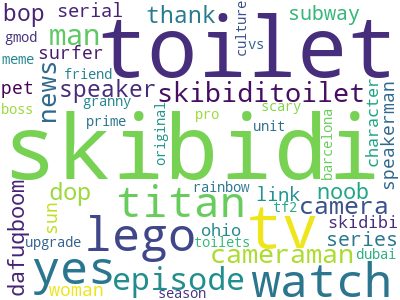 bop serial thank subway culture vs
gmod man toilet
meme news surfer
friend speaker skibiditoilet
pet granny scary character
boss prime original pro unit barcelona speakerman
skibidi
dafuqboom dop titan rainbow link noob
sun lego tf2 tv camera
ohio skidibi
upgrade yes toilets cameraman series
woman episode watch dubai
season